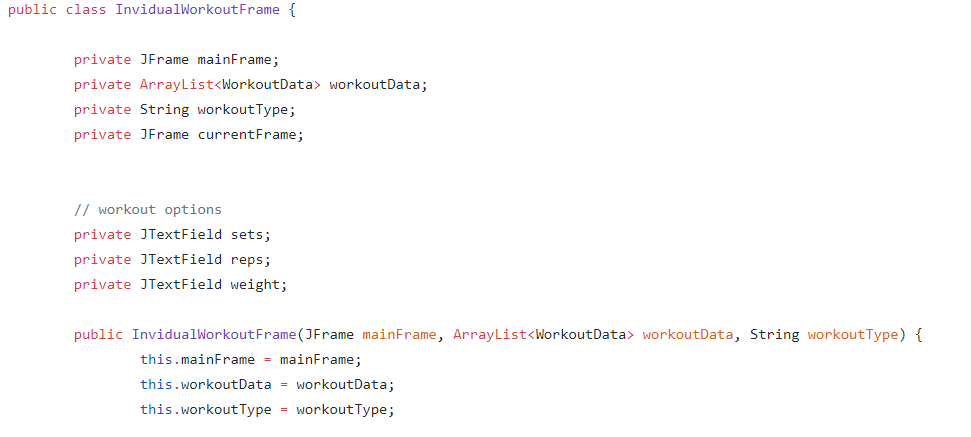 public class InvidualWorkoutFrame {
private JFrame mainFrame;
private ArrayList<WorkoutData> workoutData;
private String workoutType;
private JFrame currentFrame;
// workout options
private JTextField sets;
private JTextField reps;
private JTextField weight;
public InvidualWorkoutFrame(JFrame mainFrame, ArrayList<WorkoutData> workoutData, String workoutType) {
this.mainFrame = mainFrame;
this.workoutData = workoutData;
this.workoutType = workoutType;